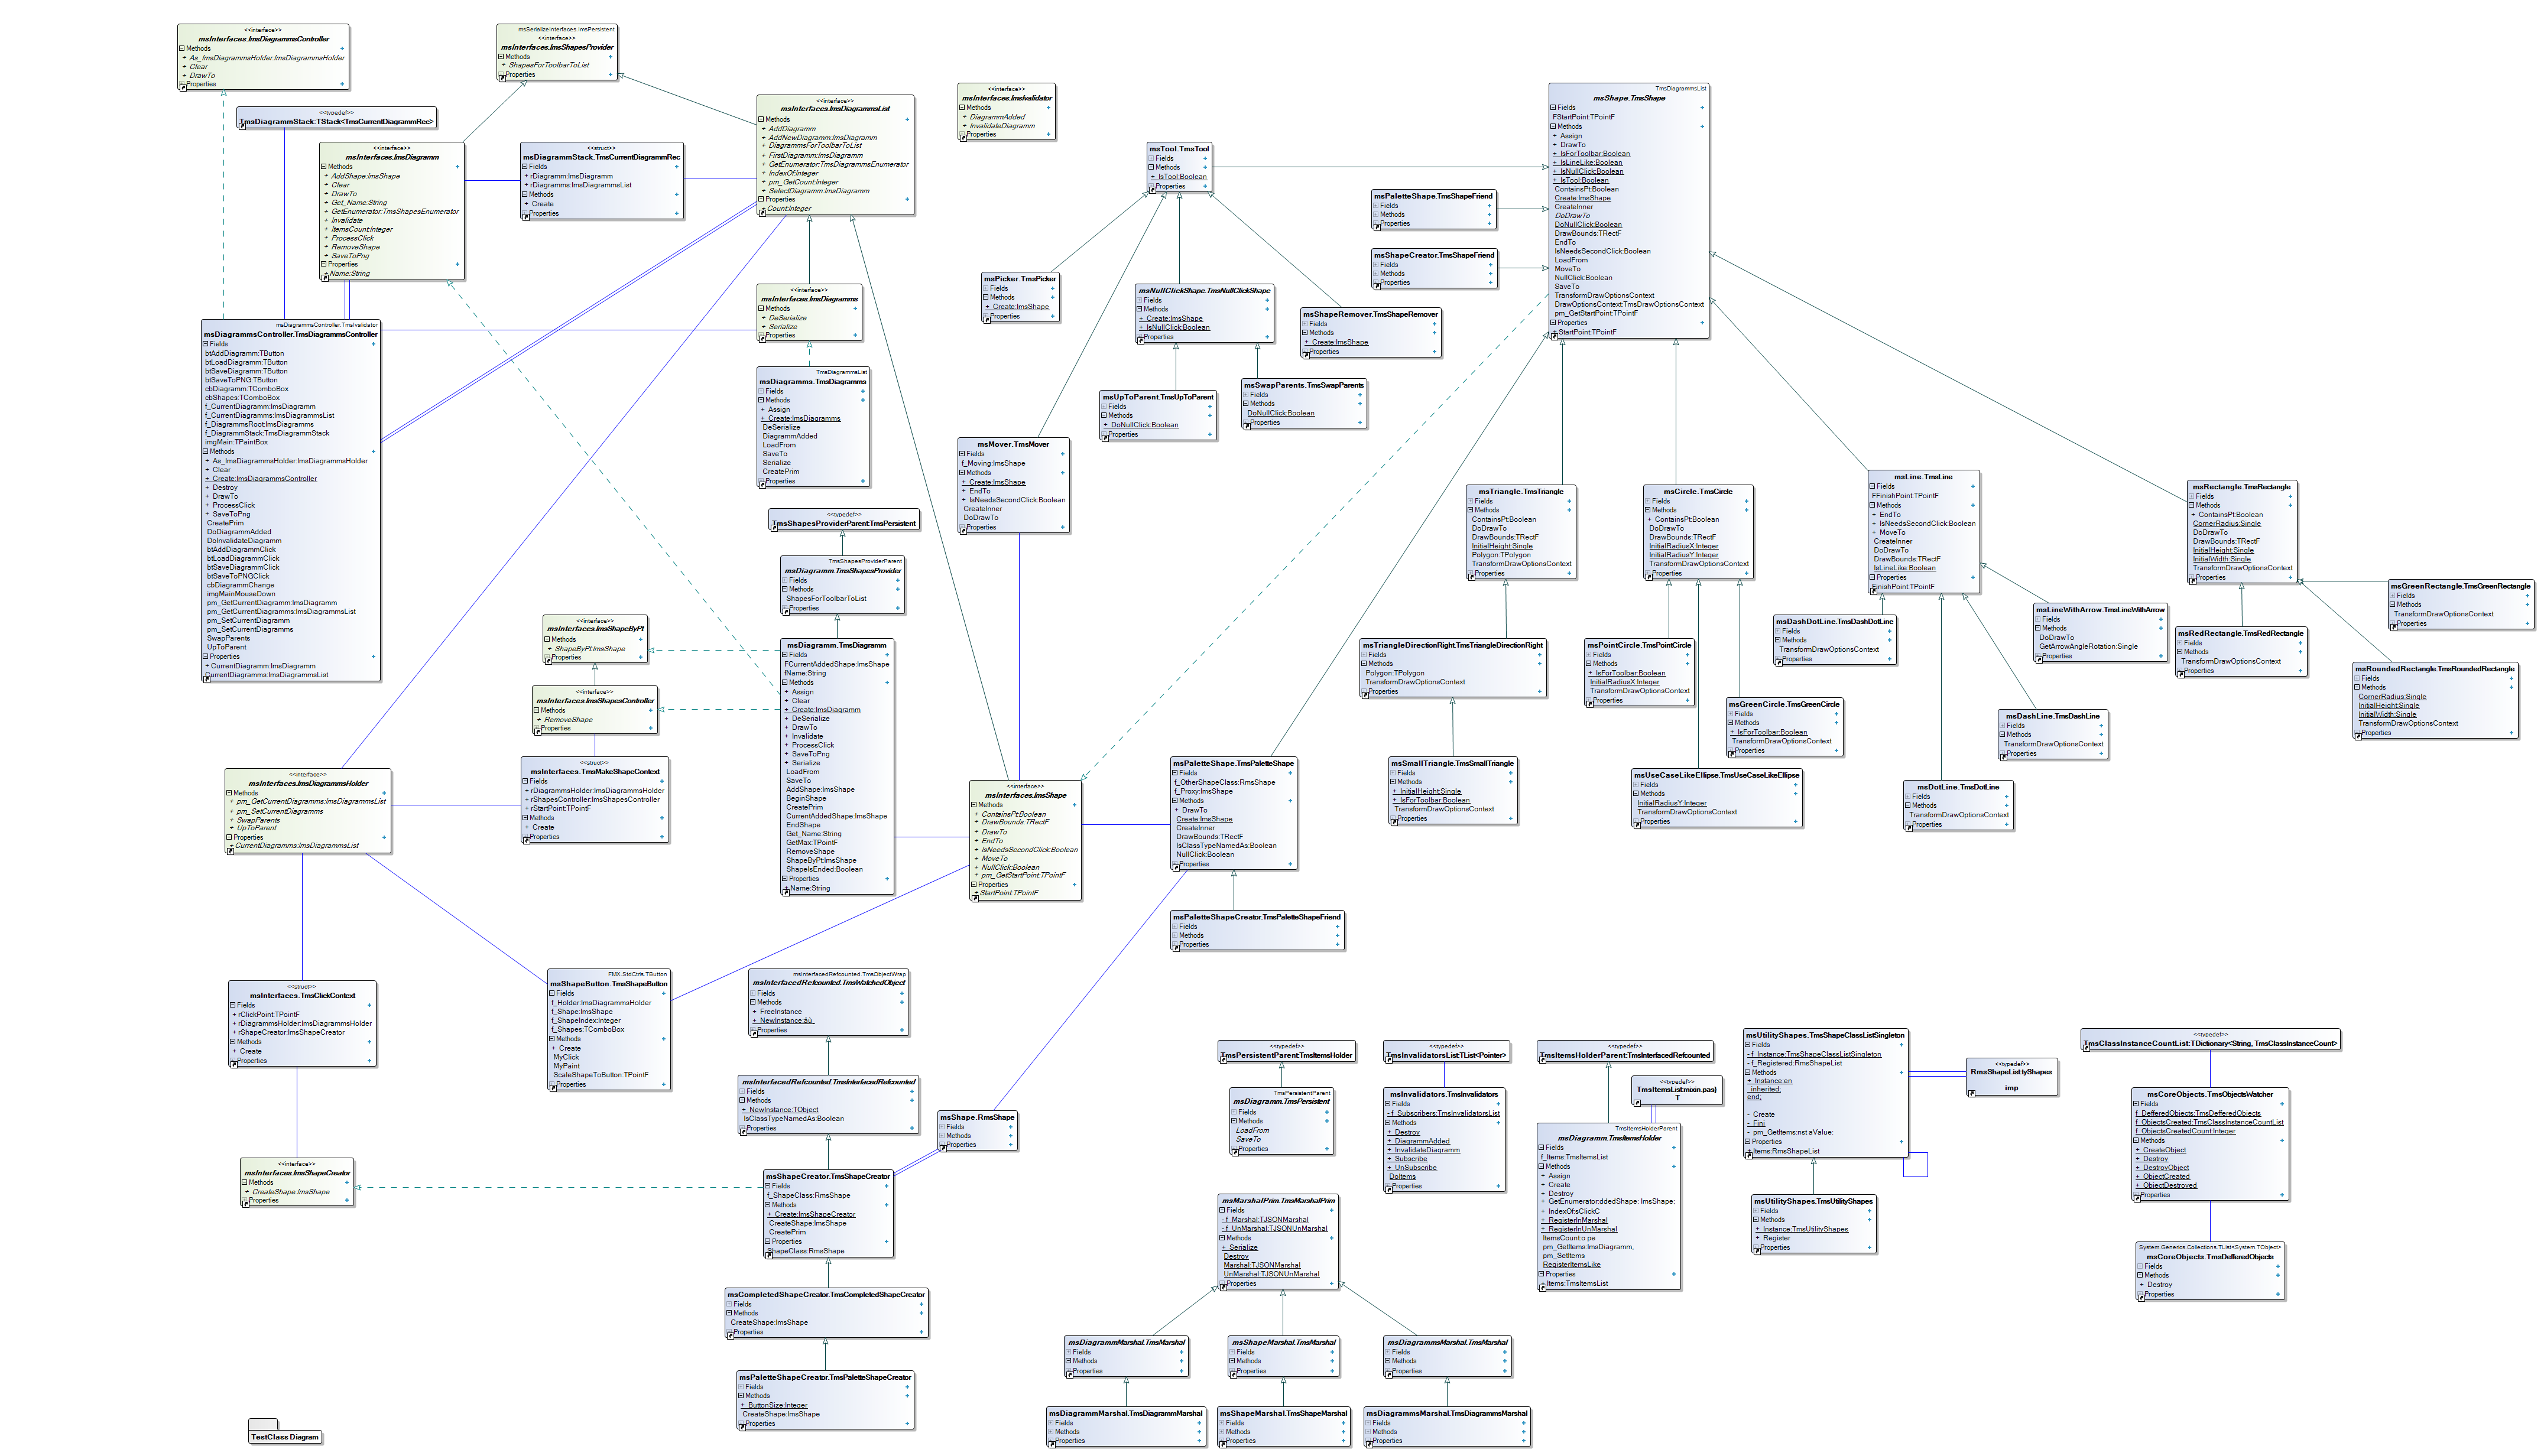 <<interface>>
msInterfaces.ImsDiagrammsController
Methods
+ As_ImsDiagrammsHolder:ImsDiagrammsHolder
+ Clear
+ DrawTo
Properties
msSerializeInterfaces.ImsPersistent
<<interface>>
msInterfaces.ImsShapesProvider
Methods
+ ShapesForToolbarToList
Properties
<<typedef>>
TmsDiagrammStack:TStack<TmsCurrentDiagrammRec>
<<interface>>
msInterfaces.ImsDiagramm
Methods
+ AddShape:ImsShape
+ Clear
+ DrawTo
+ Get_Name:String
+ GetEnumerator:TmsShapesEnumerator
+ Invalidate
+ ItemsCount:Integer
+ ProcessClick
+ RemoveShape
+ SaveToPng
Properties
+ Name:String
<<struct>>
msDiagrammStack.TmsCurrentDiagrammRec
Fields
+ rDiagramm:ImsDiagramm
+ rDiagramms:ImsDiagrammsList
Methods
+ Create
Properties
<<interface>>
msInterfaces.ImsDiagrammsList
Methods
+ AddDiagramm
+ AddNewDiagramm:ImsDiagramm
+ DiagrammsForToolbarToList
+ FirstDiagramm:ImsDiagramm
+ GetEnumerator:TmsDiagrammsEnumerator
+ IndexOf:Integer
+ pm_GetCount:Integer
+ SelectDiagramm:ImsDiagramm
Properties
Count:Integer
<<interface>>
msInterfaces.ImsIvalidator
Methods
+ DiagrammAdded
+ InvalidateDiagramm
Properties
msTool.TmsTool
Fields
Methods
+ IsTool:Boolean
Properties
TmsDiagrammsList
msShape.TmsShape
Fields
FStartPoint:TPointF
Methods
+ Assign
+ DrawTo
+ IsForToolbar:Boolean
+ IsLineLike:Boolean
+ IsNullClick:Boolean
+ IsTool:Boolean
ContainsPt:Boolean
Create:ImsShape
CreateInner
DoDrawTo
DoNullClick:Boolean
DrawBounds:TRectF
EndTo
IsNeedsSecondClick:Boolean
LoadFrom
MoveTo
NullClick:Boolean
SaveTo
TransformDrawOptionsContext
DrawOptionsContext:TmsDrawOptionsContext
pm_GetStartPoint:TPointF
Properties
+ StartPoint:TPointF
msPaletteShape.TmsShapeFriend
Fields
Methods
Properties
msShapeCreator.TmsShapeFriend
Fields
Methods
Properties
msPicker.TmsPicker
Fields
Methods
+ Create:ImsShape
Properties
msNullClickShape.TmsNullClickShape
Fields
Methods
+ Create:ImsShape
+ IsNullClick:Boolean
Properties
msShapeRemover.TmsShapeRemover
Fields
Methods
+ Create:ImsShape
Properties
<<interface>>
msInterfaces.ImsDiagramms
Methods
+ DeSerialize
+ Serialize
Properties
msDiagrammsController.TmsIvalidator
msDiagrammsController.TmsDiagrammsController
Fields
btAddDiagramm:TButton
btLoadDiagramm:TButton
btSaveDiagramm:TButton
btSaveToPNG:TButton
cbDiagramm:TComboBox
cbShapes:TComboBox
f_CurrentDiagramm:ImsDiagramm
f_CurrentDiagramms:ImsDiagrammsList
f_DiagrammsRoot:ImsDiagramms
f_DiagrammStack:TmsDiagrammStack
imgMain:TPaintBox
Methods
+ As_ImsDiagrammsHolder:ImsDiagrammsHolder
+ Clear
+ Create:ImsDiagrammsController
+ Destroy
+ DrawTo
+ ProcessClick
+ SaveToPng
CreatePrim
DoDiagrammAdded
DoInvalidateDiagramm
btAddDiagrammClick
btLoadDiagrammClick
btSaveDiagrammClick
btSaveToPNGClick
cbDiagrammChange
imgMainMouseDown
pm_GetCurrentDiagramm:ImsDiagramm
pm_GetCurrentDiagramms:ImsDiagrammsList
pm_SetCurrentDiagramm
pm_SetCurrentDiagramms
SwapParents
UpToParent
Properties
+ CurrentDiagramm:ImsDiagramm
CurrentDiagramms:ImsDiagrammsList
TmsDiagrammsList
msDiagramms.TmsDiagramms
Fields
Methods
+ Assign
+ Create:ImsDiagramms
DeSerialize
DiagrammAdded
LoadFrom
SaveTo
Serialize
CreatePrim
Properties
msUpToParent.TmsUpToParent
Fields
Methods
+ DoNullClick:Boolean
Properties
msSwapParents.TmsSwapParents
Fields
Methods
DoNullClick:Boolean
Properties
msMover.TmsMover
Fields
f_Moving:ImsShape
Methods
+ Create:ImsShape
+ EndTo
+ IsNeedsSecondClick:Boolean
CreateInner
DoDrawTo
Properties
<<typedef>>
TmsShapesProviderParent:TmsPersistent
TmsShapesProviderParent
msDiagramm.TmsShapesProvider
Fields
Methods
ShapesForToolbarToList
Properties
msTriangle.TmsTriangle
Fields
Methods
ContainsPt:Boolean
DoDrawTo
DrawBounds:TRectF
InitialHeight:Single
Polygon:TPolygon
TransformDrawOptionsContext
Properties
msCircle.TmsCircle
Fields
Methods
+ ContainsPt:Boolean
DoDrawTo
DrawBounds:TRectF
InitialRadiusX:Integer
InitialRadiusY:Integer
TransformDrawOptionsContext
Properties
msLine.TmsLine
Fields
FFinishPoint:TPointF
Methods
+ EndTo
+ IsNeedsSecondClick:Boolean
+ MoveTo
CreateInner
DoDrawTo
DrawBounds:TRectF
IsLineLike:Boolean
Properties
FinishPoint:TPointF
msRectangle.TmsRectangle
Fields
Methods
+ ContainsPt:Boolean
CornerRadius:Single
DoDrawTo
DrawBounds:TRectF
InitialHeight:Single
InitialWidth:Single
TransformDrawOptionsContext
Properties
msGreenRectangle.TmsGreenRectangle
Fields
Methods
TransformDrawOptionsContext
Properties
msDashDotLine.TmsDashDotLine
Fields
Methods
TransformDrawOptionsContext
Properties
msLineWithArrow.TmsLineWithArrow
Fields
Methods
DoDrawTo
GetArrowAngleRotation:Single
Properties
msRedRectangle.TmsRedRectangle
Fields
Methods
TransformDrawOptionsContext
Properties
msRoundedRectangle.TmsRoundedRectangle
Fields
Methods
CornerRadius:Single
InitialHeight:Single
InitialWidth:Single
TransformDrawOptionsContext
Properties
<<interface>>
msInterfaces.ImsShapeByPt
Methods
+ ShapeByPt:ImsShape
Properties
<<interface>>
msInterfaces.ImsShapesController
Methods
+ RemoveShape
Properties
msDiagramm.TmsDiagramm
Fields
FCurrentAddedShape:ImsShape
fName:String
Methods
+ Assign
+ Clear
+ Create:ImsDiagramm
+ DeSerialize
+ DrawTo
+ Invalidate
+ ProcessClick
+ SaveToPng
+ Serialize
LoadFrom
SaveTo
AddShape:ImsShape
BeginShape
CreatePrim
CurrentAddedShape:ImsShape
EndShape
Get_Name:String
GetMax:TPointF
RemoveShape
ShapeByPt:ImsShape
ShapeIsEnded:Boolean
Properties
+ Name:String
msTriangleDirectionRight.TmsTriangleDirectionRight
Fields
Methods
Polygon:TPolygon
TransformDrawOptionsContext
Properties
msPointCircle.TmsPointCircle
Fields
Methods
+ IsForToolbar:Boolean
InitialRadiusX:Integer
TransformDrawOptionsContext
Properties
msGreenCircle.TmsGreenCircle
Fields
Methods
+ IsForToolbar:Boolean
TransformDrawOptionsContext
Properties
msDashLine.TmsDashLine
Fields
Methods
TransformDrawOptionsContext
Properties
<<interface>>
msInterfaces.ImsDiagrammsHolder
Methods
+ pm_GetCurrentDiagramms:ImsDiagrammsList
+ pm_SetCurrentDiagramms
+ SwapParents
+ UpToParent
Properties
+ CurrentDiagramms:ImsDiagrammsList
<<struct>>
msInterfaces.TmsMakeShapeContext
Fields
+ rDiagrammsHolder:ImsDiagrammsHolder
+ rShapesController:ImsShapesController
+ rStartPoint:TPointF
Methods
+ Create
Properties
<<interface>>
msInterfaces.ImsShape
Methods
+ ContainsPt:Boolean
+ DrawBounds:TRectF
+ DrawTo
+ EndTo
+ IsNeedsSecondClick:Boolean
+ MoveTo
+ NullClick:Boolean
+ pm_GetStartPoint:TPointF
Properties
+ StartPoint:TPointF
msPaletteShape.TmsPaletteShape
Fields
f_OtherShapeClass:RmsShape
f_Proxy:ImsShape
Methods
+ DrawTo
Create:ImsShape
CreateInner
DrawBounds:TRectF
IsClassTypeNamedAs:Boolean
NullClick:Boolean
Properties
msSmallTriangle.TmsSmallTriangle
Fields
Methods
+ InitialHeight:Single
+ IsForToolbar:Boolean
TransformDrawOptionsContext
Properties
msUseCaseLikeEllipse.TmsUseCaseLikeEllipse
Fields
Methods
InitialRadiusY:Integer
TransformDrawOptionsContext
Properties
msDotLine.TmsDotLine
Fields
Methods
TransformDrawOptionsContext
Properties
msPaletteShapeCreator.TmsPaletteShapeFriend
Fields
Methods
Properties
<<struct>>
msInterfaces.TmsClickContext
Fields
+ rClickPoint:TPointF
+ rDiagrammsHolder:ImsDiagrammsHolder
+ rShapeCreator:ImsShapeCreator
Methods
+ Create
Properties
FMX.StdCtrls.TButton
msShapeButton.TmsShapeButton
Fields
f_Holder:ImsDiagrammsHolder
f_Shape:ImsShape
f_ShapeIndex:Integer
f_Shapes:TComboBox
Methods
+ Create
MyClick
MyPaint
ScaleShapeToButton:TPointF
Properties
msInterfacedRefcounted.TmsObjectWrap
msInterfacedRefcounted.TmsWatchedObject
Fields
Methods
+ FreeInstance
+ NewInstance:áû_
Properties
msInterfacedRefcounted.TmsInterfacedRefcounted
Fields
Methods
+ NewInstance:TObject
IsClassTypeNamedAs:Boolean
Properties
msShape.RmsShape
Fields
Methods
Properties
<<interface>>
msInterfaces.ImsShapeCreator
Methods
+ CreateShape:ImsShape
Properties
msShapeCreator.TmsShapeCreator
Fields
f_ShapeClass:RmsShape
Methods
+ Create:ImsShapeCreator
CreateShape:ImsShape
CreatePrim
Properties
ShapeClass:RmsShape
msCompletedShapeCreator.TmsCompletedShapeCreator
Fields
Methods
CreateShape:ImsShape
Properties
msPaletteShapeCreator.TmsPaletteShapeCreator
Fields
Methods
+ ButtonSize:Integer
CreateShape:ImsShape
Properties
<<typedef>>
TmsPersistentParent:TmsItemsHolder
TmsPersistentParent
msDiagramm.TmsPersistent
Fields
Methods
LoadFrom
SaveTo
Properties
<<typedef>>
TmsInvalidatorsList:TList<Pointer>
msInvalidators.TmsInvalidators
Fields
- f_Subscribers:TmsInvalidatorsList
Methods
+ Destroy
+ DiagrammAdded
+ InvalidateDiagramm
+ Subscribe
+ UnSubscribe
DoItems
Properties
<<typedef>>
TmsItemsHolderParent:TmsInterfacedRefcounted
<<typedef>>
TmsItemsList:mixin.pas)
T
TmsItemsHolderParent
msDiagramm.TmsItemsHolder
Fields
f_Items:TmsItemsList
Methods
+ Assign
+ Create
+ Destroy
+ GetEnumerator:ddedShape: ImsShape;
+ IndexOf:sClickC
+ RegisterInMarshal
+ RegisterInUnMarshal
ItemsCount:o pe
pm_GetItems:ImsDiagramm,
pm_SetItems
RegisterItemsLike
Properties
+ Items:TmsItemsList
msUtilityShapes.TmsShapeClassListSingleton
Fields
- f_Instance:TmsShapeClassListSingleton
- f_Registered:RmsShapeList
Methods
+ Instance:en
inherited;
end;
- Create
- Fini
- pm_GetItems:nst aValue:
Properties
+ Items:RmsShapeList
<<typedef>>
RmsShapeList:tyShapes
imp
msUtilityShapes.TmsUtilityShapes
Fields
Methods
+ Instance:TmsUtilityShapes
+ Register
Properties
<<typedef>>
TmsClassInstanceCountList:TDictionary<String, TmsClassInstanceCount>
msCoreObjects.TmsObjectsWatcher
Fields
f_DefferedObjects:TmsDefferedObjects
f_ObjectsCreated:TmsClassInstanceCountList
f_ObjectsCreatedCount:Integer
Methods
+ CreateObject
+ Destroy
+ DestroyObject
+ ObjectCreated
+ ObjectDestroyed
Properties
System.Generics.Collections.TList<System.TObject>
msCoreObjects.TmsDefferedObjects
Fields
Methods
+ Destroy
Properties
msMarshalPrim.TmsMarshalPrim
Fields
- f_Marshal:TJSONMarshal
- f_UnMarshal:TJSONUnMarshal
Methods
+ Serialize
Destroy
Marshal:TJSONMarshal
UnMarshal:TJSONUnMarshal
Properties
msDiagrammMarshal.TmsMarshal
Fields
Methods
Properties
msShapeMarshal.TmsMarshal
Fields
Methods
Properties
msDiagrammsMarshal.TmsMarshal
Fields
Methods
Properties
msDiagrammMarshal.TmsDiagrammMarshal
Fields
Methods
Properties
msShapeMarshal.TmsShapeMarshal
Fields
Methods
Properties
msDiagrammsMarshal.TmsDiagrammsMarshal
Fields
Methods
Properties
TestClass Diagram